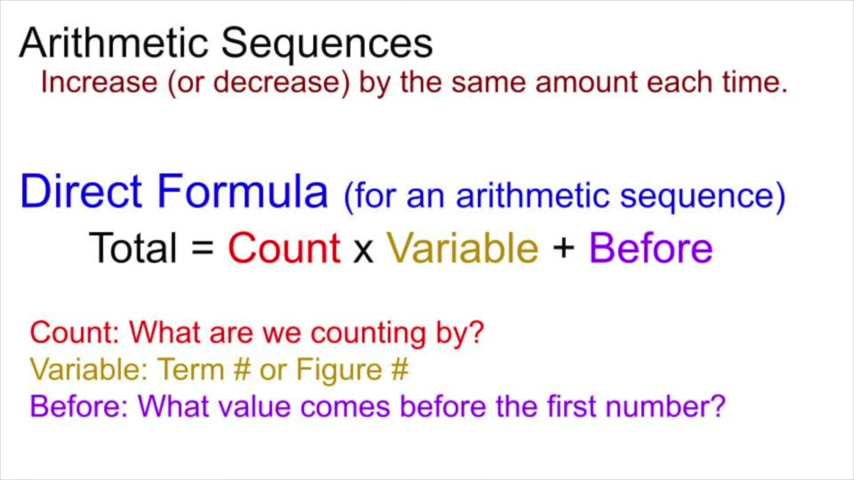 Arithmetic Sequences
Increase (or decrease) by the same amount each time.
Direct Formula (for an arithmetic sequence)
Total = Count x Variable + Before
Count: What are we counting by?
Variable: Term # or Figure #
Before: What value comes before the first number?